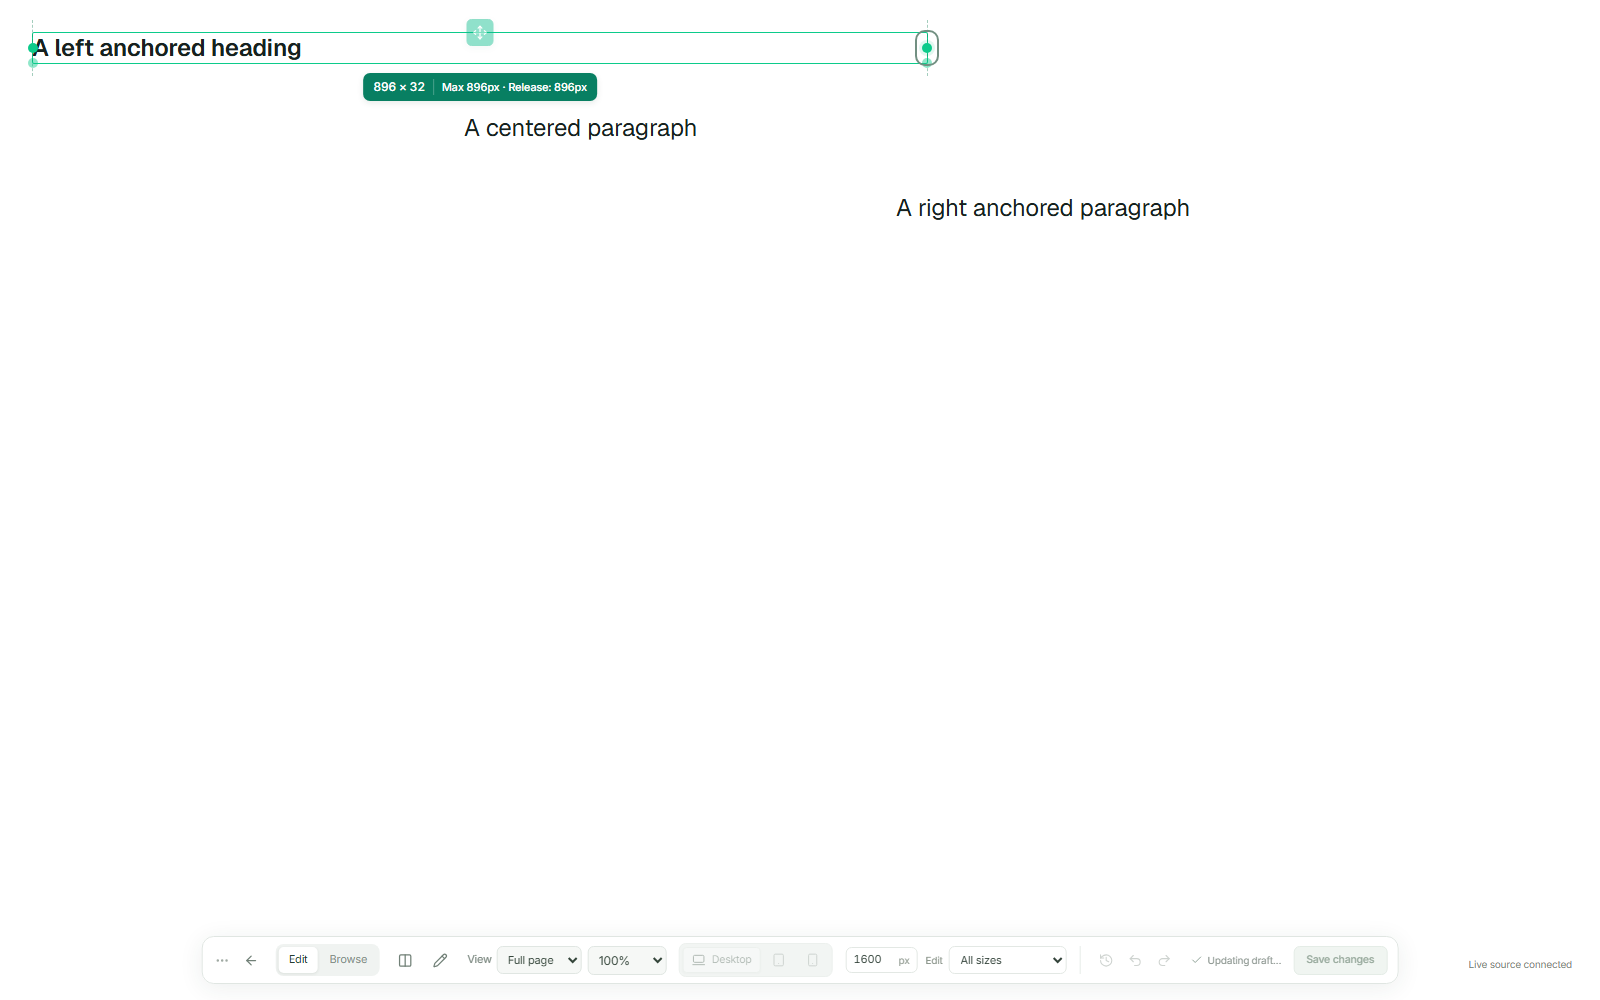 A left anchored heading
896 × 32 Max 896px · Release: 896px
A centered paragraph
A right anchored paragraph
Edit Browse View Full page 100% Desktop 1600 px Edit All sizes Updating draft... Save changes
Live source connected